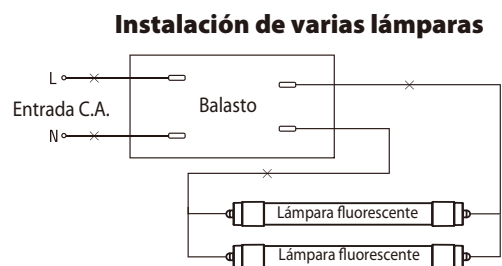 Instalación de varias lámparas
L
Entrada C.A.
N
Balasto
Lámpara fluorescente
Lámpara fluorescente